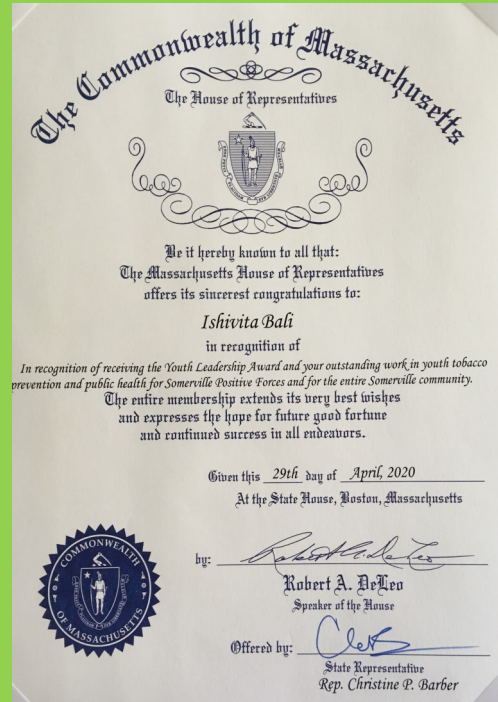 The Commonwealth of Massachusetts
The House of Representatives
Be it hereby known to all that:
The Massachusetts House of Representatives
offers its sincerest congratulations to:
Ishivita Bali
in recognition of
In recognition of receiving the Youth Leadership Award and your outstanding work in youth tobacco
prevention and public health for Somerville Positive Forces and for the entire Somerville community.
The entire membership extends its very best wishes
and expresses the hope for future good fortune
and continued success in all endeavors.
Given this 29th day of April, 2020
At the State House, Boston, Massachusetts
by: Robert A. DeLeo
Robert A. DeLeo
Speaker of the House
COMMONWEALTH
OF MASSACHUSETTS
Offered by:
State Representative
Rep. Christine P. Barber